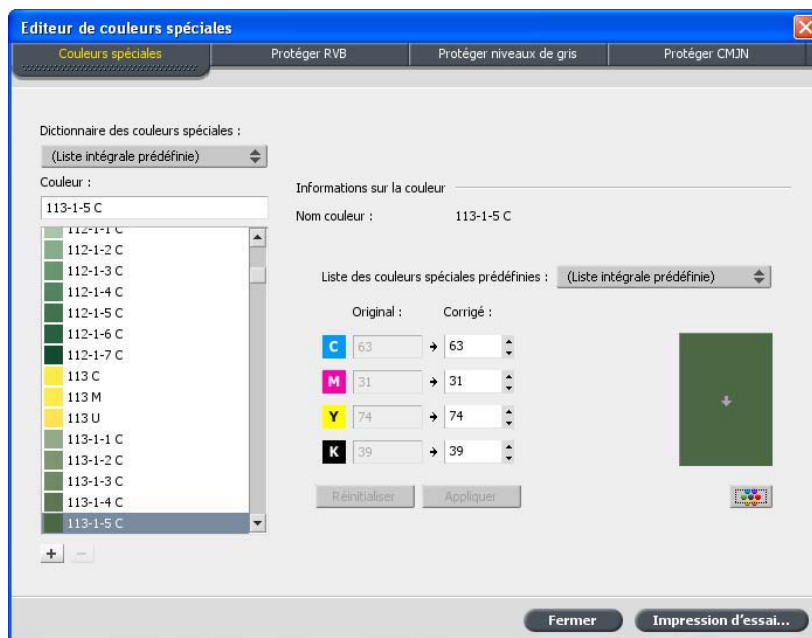 Editeur de couleurs spéciales
Couleurs spéciales
Protéger RVB
Protéger niveaux de gris
Protéger CMJN
Dictionnaire des couleurs spéciales :
(Liste intégrale prédéfinie)
Couleur :
113-1-5 C
112-1-1 C
112-1-2 C
112-1-3 C
112-1-4 C
112-1-5 C
112-1-6 C
112-1-7 C
113 C
113 M
113 U
113-1-1 C
113-1-2 C
113-1-3 C
113-1-4 C
113-1-5 C
Informations sur la couleur
Nom couleur : 113-1-5 C
Liste des couleurs spéciales prédéfinies : (Liste intégrale prédéfinie)
Original : Corrigé :
C 63 63
M 31 31
Y 74 74
K 39 39
Réinitialiser Appliquer
Fermer Impression d'essai...